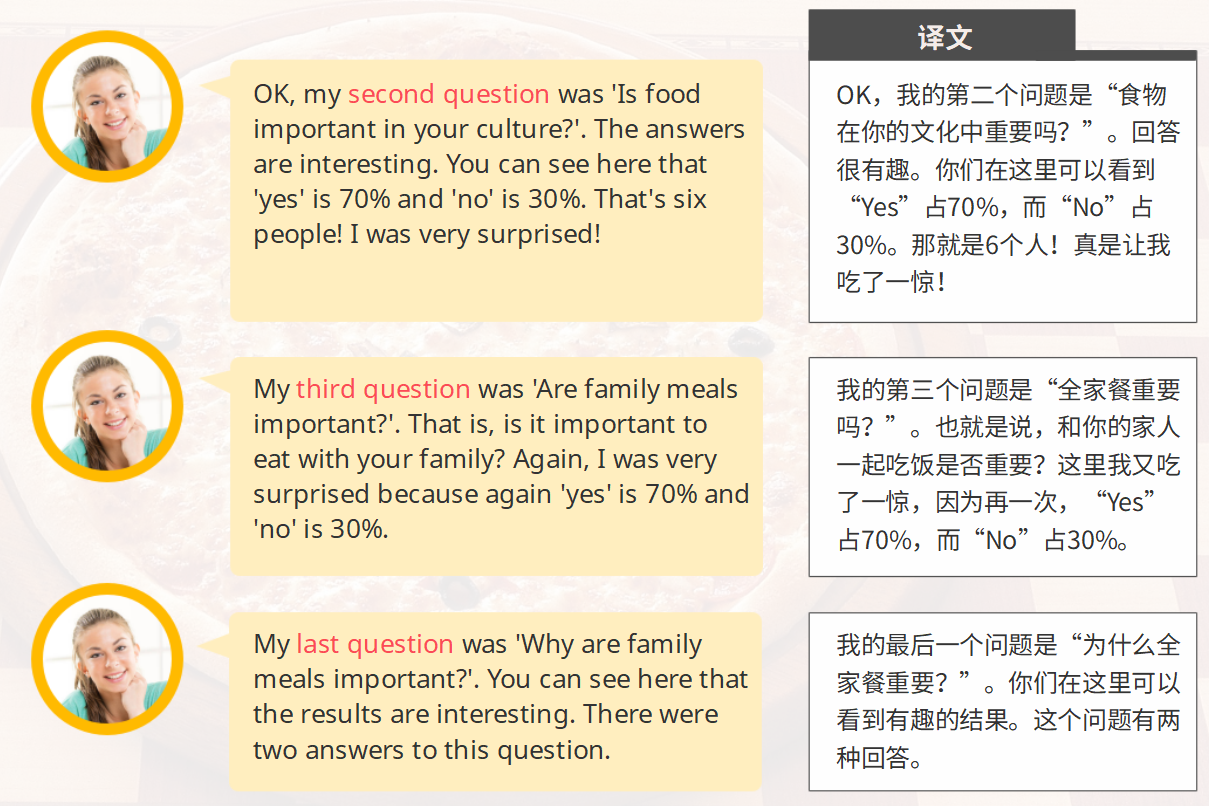 译文
OK, my second question was 'Is food
important in your culture?'. The answers
are interesting. You can see here that
'yes' is 70% and 'no' is 30%. That's six
people! I was very surprised!
OK，我的第二个问题是“食物
在你的文化中重要吗？”。回答
很有趣。你们在这里可以看到
“Yes”占70%，而“No”占
30%。那就是6个人！真是让我
吃了一惊！
My third question was 'Are family meals
important?'. That is, is it important to
eat with your family? Again, I was very
surprised because again 'yes' is 70% and
'no' is 30%.
我的第三个问题是“全家餐重要
吗？”。也就是说，和你的家人
一起吃饭是否重要？这里我又吃
了一惊，因为再一次，“Yes”
占70%，而“No”占30%。
My last question was 'Why are family
meals important?'. You can see here that
the results are interesting. There were
two answers to this question.
我的最后一个问题是“为什么全
家餐重要？”。你们在这里可以
看到有趣的结果。这个问题有两
种回答。